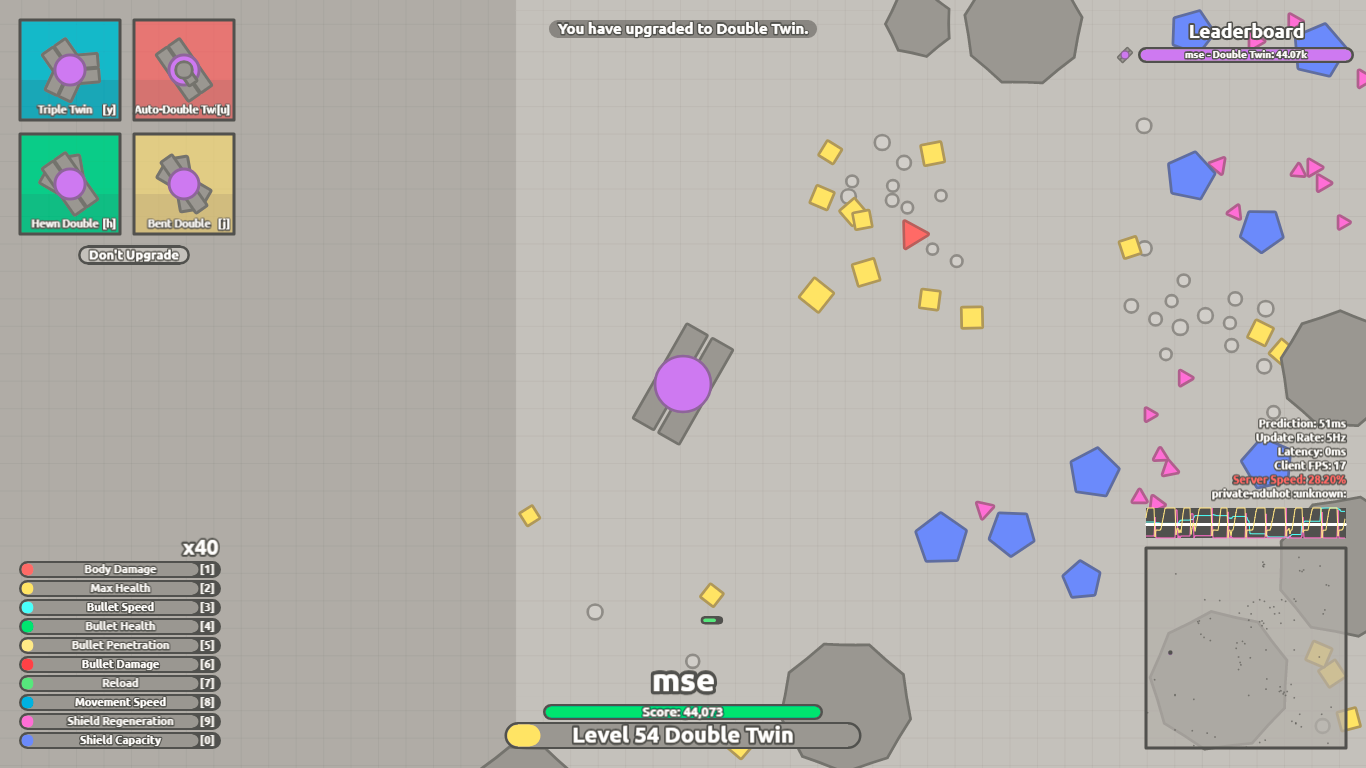 You have upgraded to Double Twin.
Leaderboard
mse - Double Twin: 44.07k
Triple Twin [y]
Auto-Double Twi[u]
Hewn Double [h]
Bent Double [j]
Don't Upgrade
Prediction: 51ms
Update Rate: 5Hz
Latency: 0ms
Client FPS: 17
Server Speed: 28.20%
private-nduhot :unknown:
x40
Body Damage [1]
Max Health [2]
Bullet Speed [3]
Bullet Health [4]
Bullet Penetration [5]
Bullet Damage [6]
Reload [7]
Movement Speed [8]
Shield Regeneration [9]
Shield Capacity [0]
mse
Score: 44,073
Level 54 Double Twin